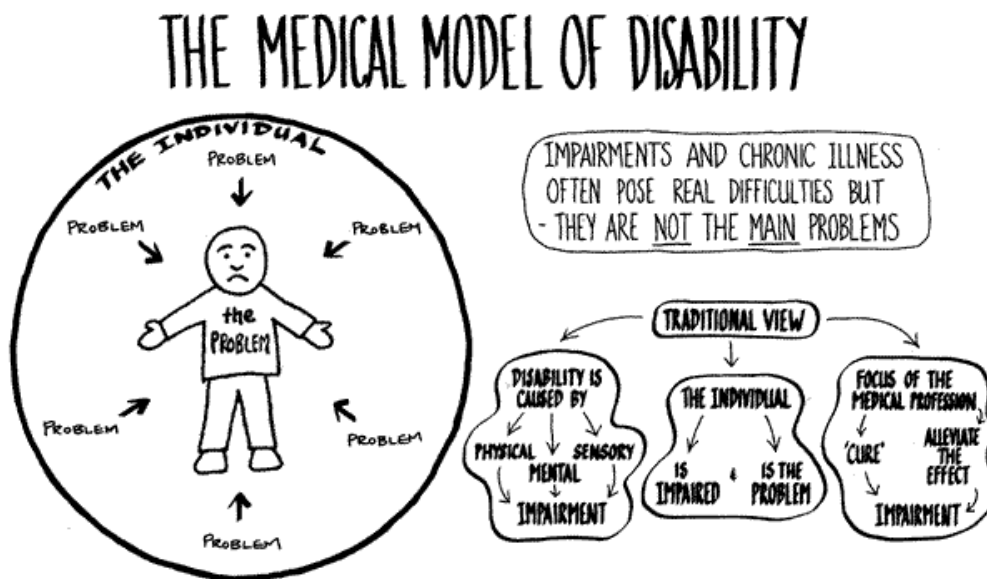 THE MEDICAL MODEL OF DISABILITY
THE INDIVIDUAL
PROBLEM
PROBLEM
PROBLEM
the
PROBLEM
PROBLEM
PROBLEM
PROBLEM
IMPAIRMENTS AND CHRONIC ILLNESS
OFTEN POSE REAL DIFFICULTIES BUT
- THEY ARE NOT THE MAIN PROBLEMS
TRADITIONAL VIEW
DISABILITY IS
CAUSED BY
PHYSICAL SENSORY
MENTAL
IMPAIRMENT
THE INDIVIDUAL
IS
IMPAIRED
&
IS THE
PROBLEM
FOCUS OF THE
MEDICAL PROFESSION
'CURE'
ALLEVIATE
THE
EFFECT
IMPAIRMENT